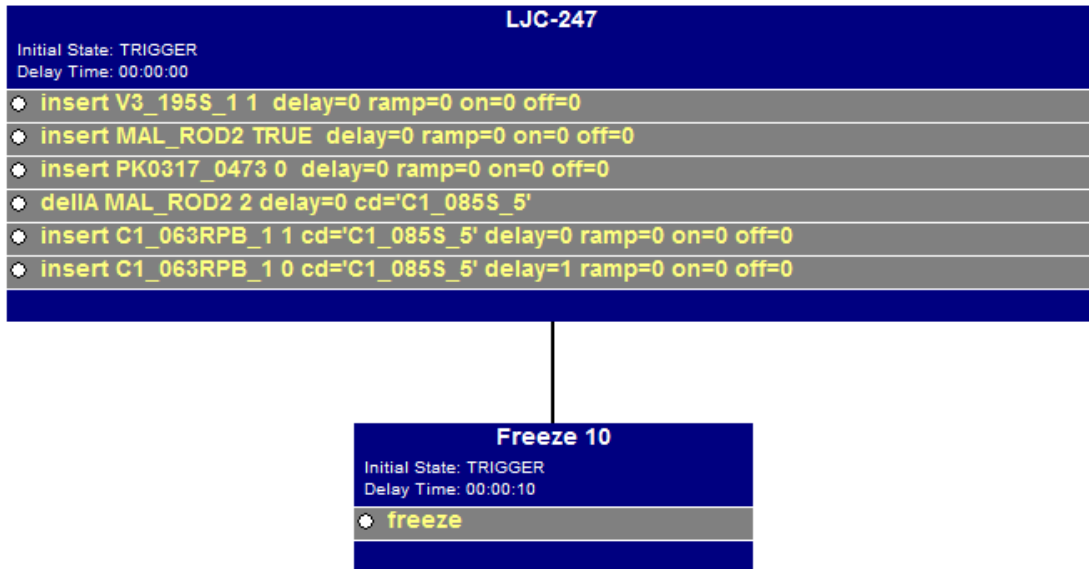 LJC-247
Initial State: TRIGGER
Delay Time: 00:00:00
insert V3_195S_1 1 delay=0 ramp=0 on=0 off=0
insert MAL_ROD2 TRUE delay=0 ramp=0 on=0 off=0
insert PK0317_0473 0 delay=0 ramp=0 on=0 off=0
dellA MAL_ROD2 2 delay=0 cd='C1_085S_5'
insert C1_063RPB_1 1 cd='C1_085S_5' delay=0 ramp=0 on=0 off=0
insert C1_063RPB_1 0 cd='C1_085S_5' delay=1 ramp=0 on=0 off=0
Freeze 10
Initial State: TRIGGER
Delay Time: 00:00:10
freeze